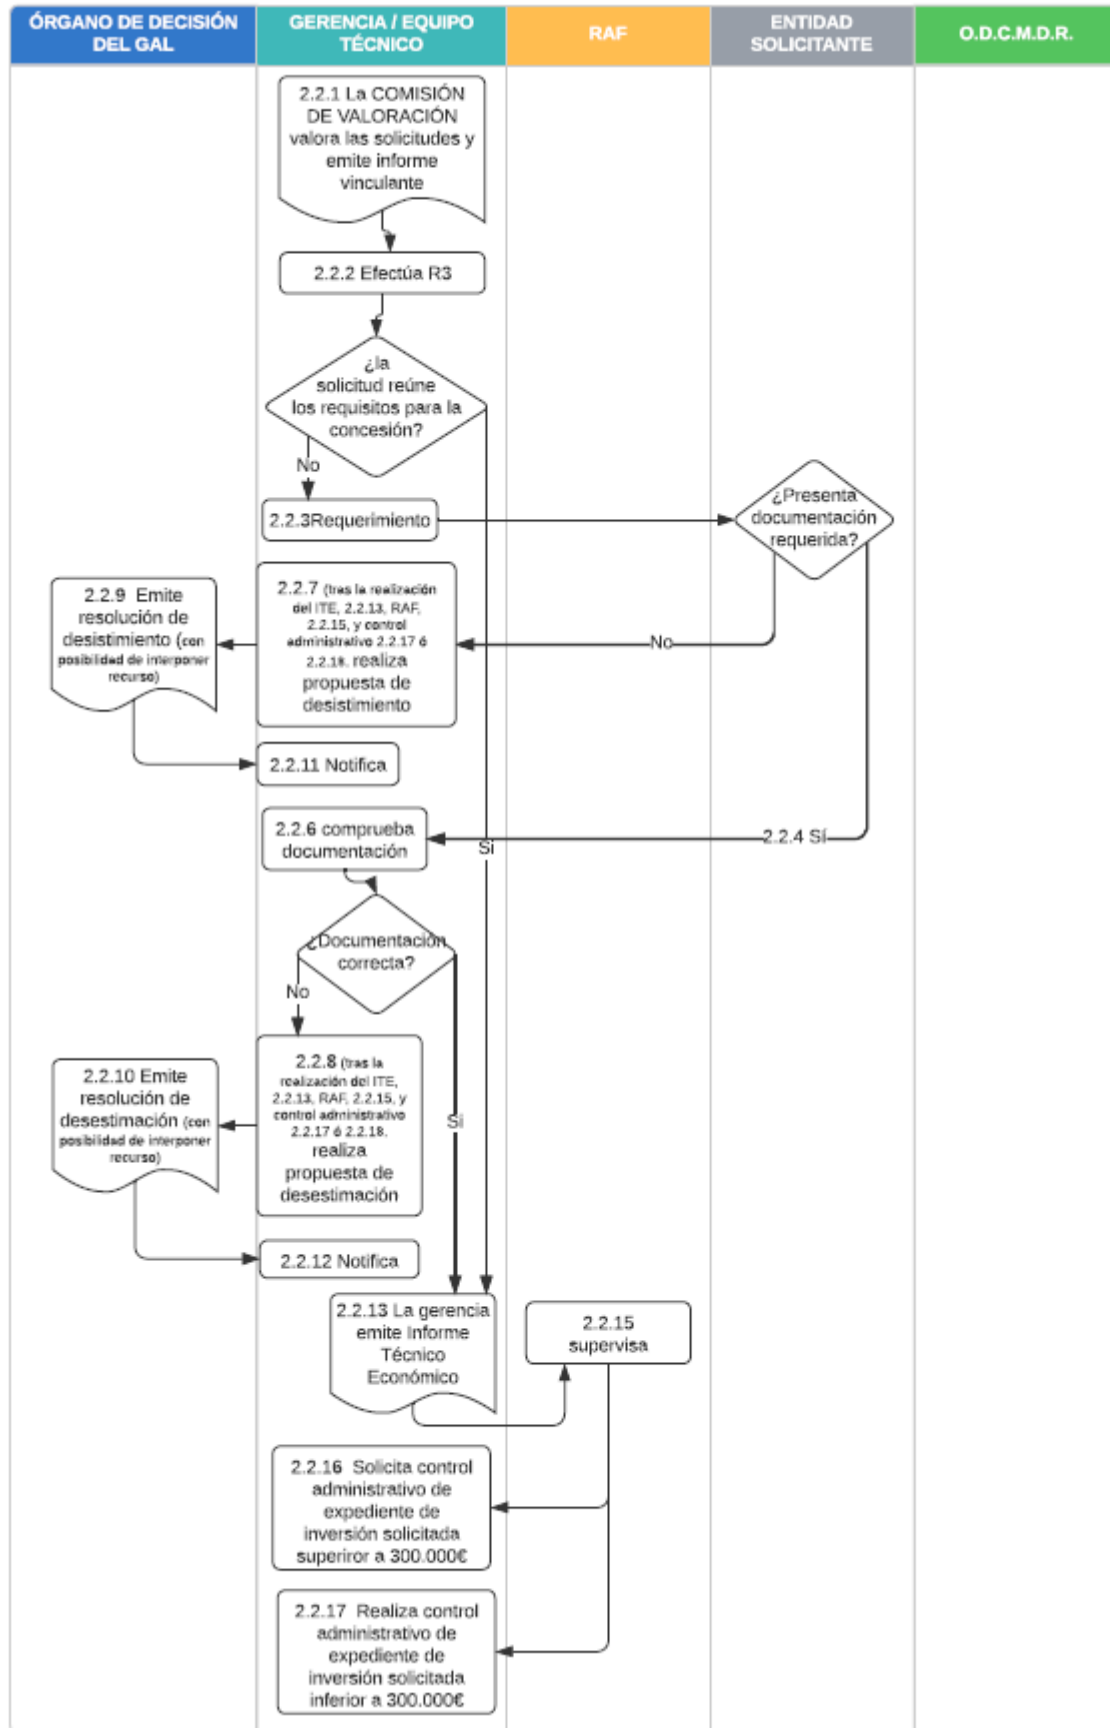 ÓRGANO DE DECISIÓN
DEL GAL
GERENCIA / EQUIPO
TÉCNICO
RAF
ENTIDAD
SOLICITANTE
O.D.C.M.D.R.
2.2.1 La COMISIÓN
DE VALORACIÓN
valora las solicitudes y
emite informe
vinculante
2.2.2 Efectúa R3
¿la
solicitud reúne
los requisitos para la
concesión?
No
2.2.3Requerimiento
¿Presenta
documentación
requerida?
2.2.7 (tras la realización
del ITE, 2.2.13, RAF,
2.2.15, y control
administrativo 2.2.17 ó
2.2.18. realiza
propuesta de
desistimiento
No
2.2.9 Emite
resolución de
desistimiento (con
posibilidad de interponer
recurso)
2.2.11 Notifica
2.2.6 comprueba
documentación
Si
2.2.4 Sí
¿Documentación
correcta?
No
2.2.8 (tras la
realización del ITE,
2.2.13, RAF, 2.2.15, y
control administrativo
2.2.17 ó 2.2.18.
realiza
propuesta de
desestimación
Si
2.2.10 Emite
resolución de
desestimación (con
posibilidad de interponer
recurso)
2.2.12 Notifica
2.2.13 La gerencia
emite Informe
Técnico
Económico
2.2.15
supervisa
2.2.16 Solicita control
administrativo de
expediente de
inversión solicitada
superiror a 300.000€
2.2.17 Realiza control
administrativo de
expediente de
inversión solicitada
inferior a 300.000€